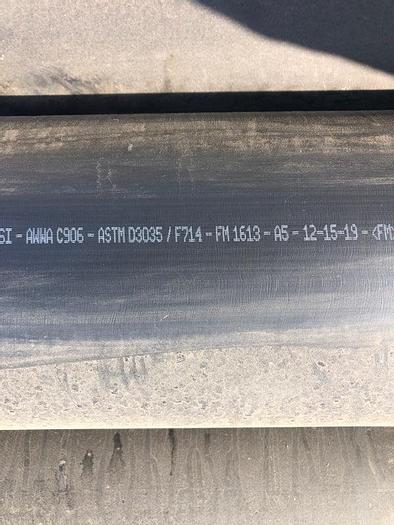 SI - AWWA C906 - ASTM D3035 / F714 - FM 1613 - A5 - 12-15-19 - <FM